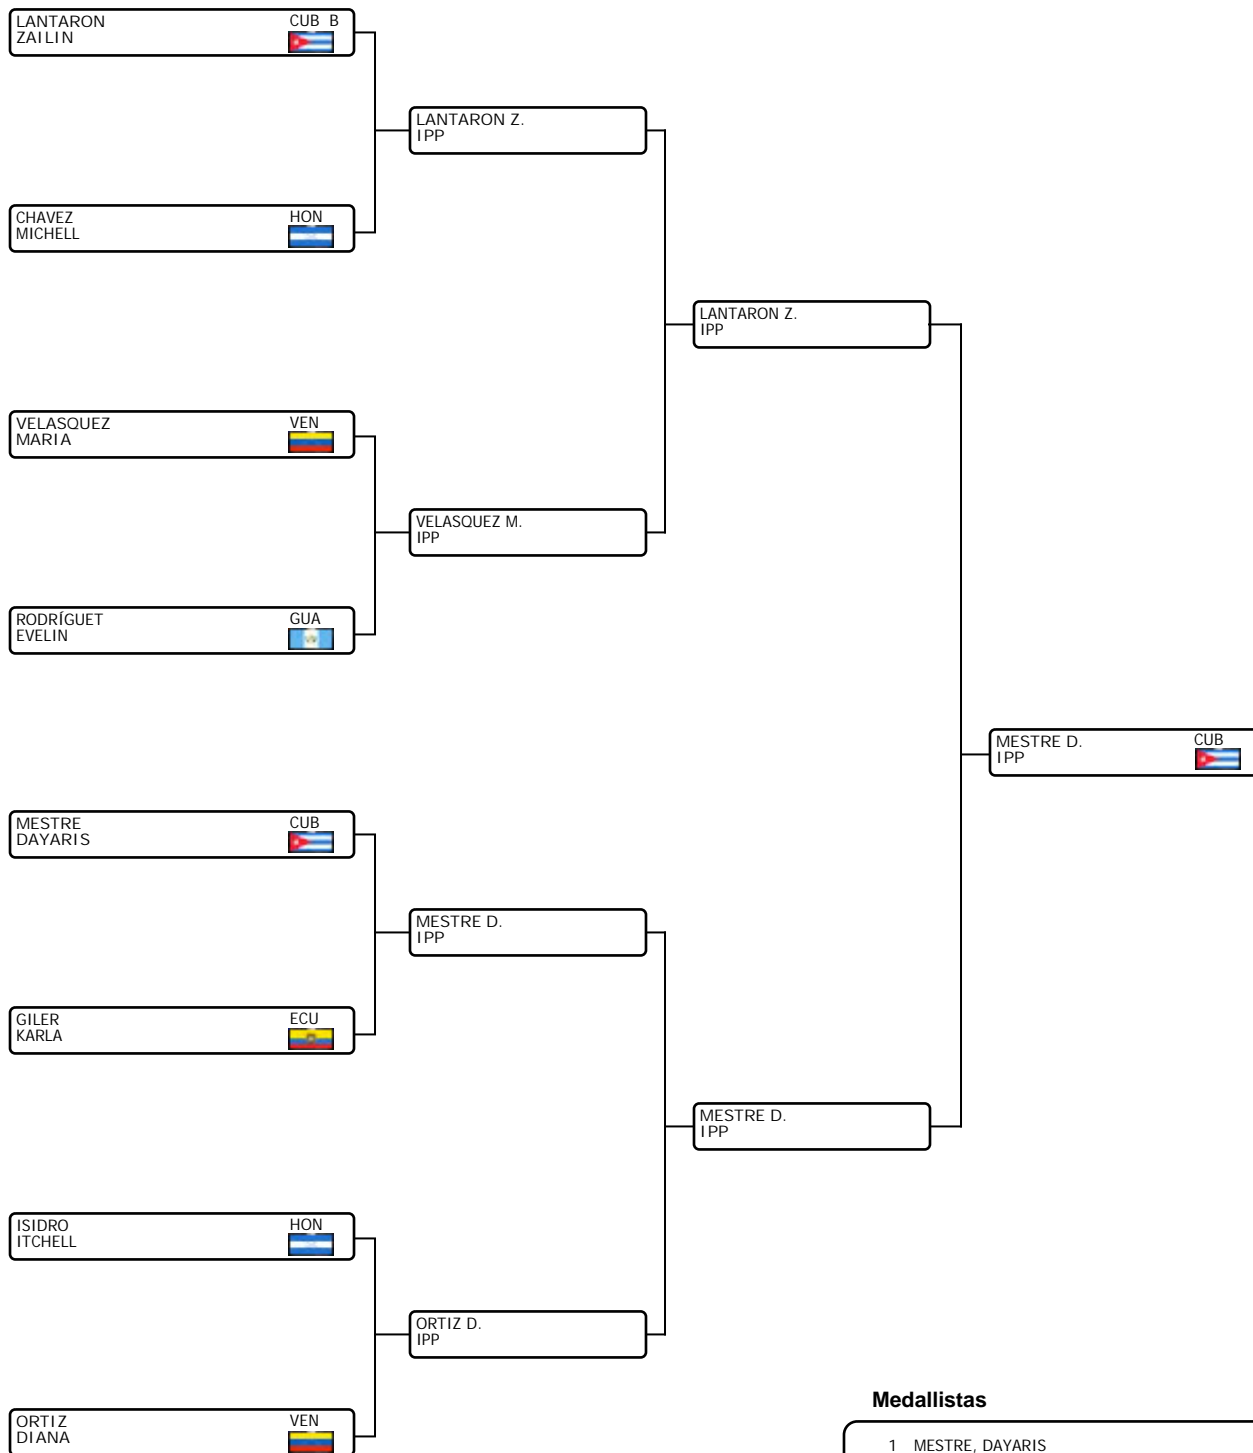 LANTARON CUB B
ZAILIN
LANTARON Z.
IPP
CHAVEZ HON
MICHELL
LANTARON Z.
IPP
VELASQUEZ VEN
MARIA
VELASQUEZ M.
IPP
RODRÍGUET GUA
EVELIN
MESTRE D. CUB
IPP
MESTRE CUB
DAYARIS
MESTRE D.
IPP
GILER ECU
KARLA
MESTRE D.
IPP
ISIDRO HON
ITCHELL
ORTIZ D.
IPP
ORTIZ VEN
DIANA
Medallistas
1 MESTRE, DAYARIS